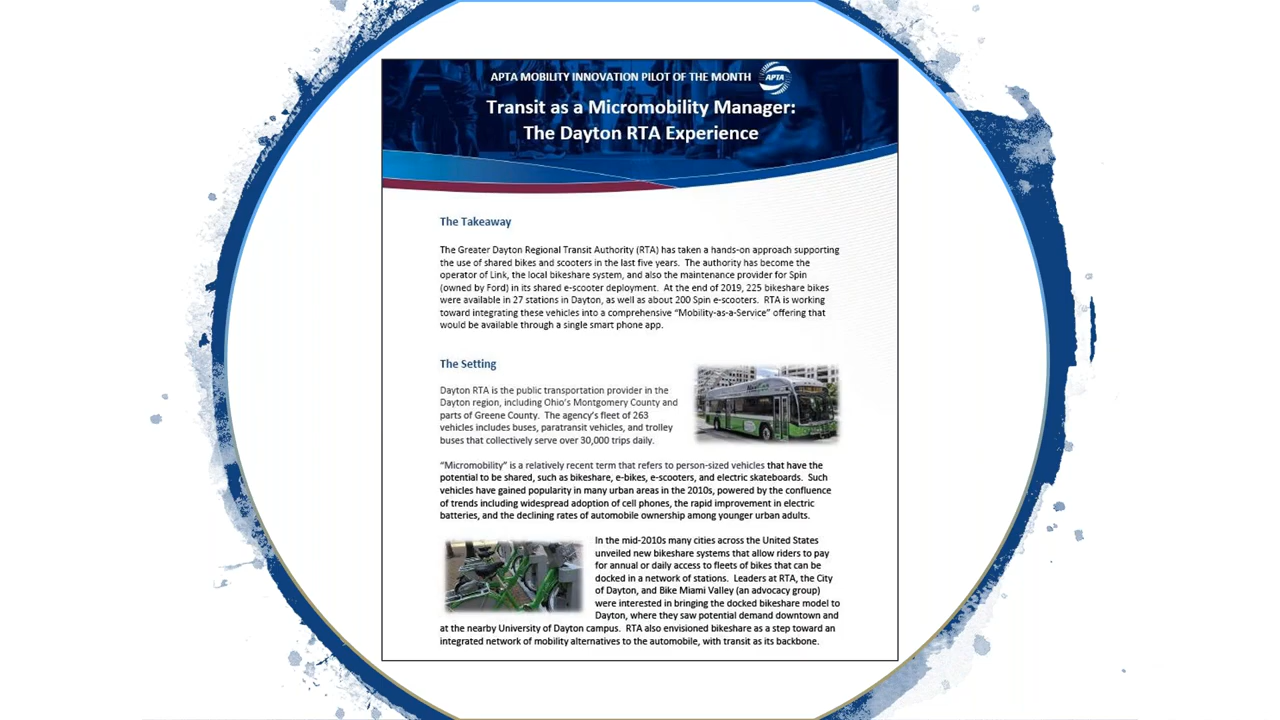 APTA MOBILITY INNOVATION PILOT OF THE MONTH
APTA
Transit as a Micromobility Manager:
The Dayton RTA Experience
The Takeaway
The Greater Dayton Regional Transit Authority (RTA) has taken a hands-on approach supporting
the use of shared bikes and scooters in the last five years. The authority has become the
operator of Link, the local bikeshare system, and also the maintenance provider for Spin
(owned by Ford) in its shared e-scooter deployment. At the end of 2019, 225 bikeshare bikes
were available in 27 stations in Dayton, as well as about 200 Spin e-scooters. RTA is working
toward integrating these vehicles into a comprehensive “Mobility-as-a-Service” offering that
would be available through a single smart phone app.
The Setting
Dayton RTA is the public transportation provider in the
Dayton region, including Ohio’s Montgomery County and
parts of Greene County. The agency’s fleet of 263
vehicles includes buses, paratransit vehicles, and trolley
buses that collectively serve over 30,000 trips daily.
“Micromobility” is a relatively recent term that refers to person-sized vehicles that have the
potential to be shared, such as bikeshare, e-bikes, e-scooters, and electric skateboards. Such
vehicles have gained popularity in many urban areas in the 2010s, powered by the confluence
of trends including widespread adoption of cell phones, the rapid improvement in electric
batteries, and the declining rates of automobile ownership among younger urban adults.
In the mid-2010s many cities across the United States
unveiled new bikeshare systems that allow riders to pay
for annual or daily access to fleets of bikes that can be
docked in a network of stations. Leaders at RTA, the City
of Dayton, and Bike Miami Valley (an advocacy group)
were interested in bringing the docked bikeshare model to
Dayton, where they saw potential demand downtown and
at the nearby University of Dayton campus. RTA also envisioned bikeshare as a step toward an
integrated network of mobility alternatives to the automobile, with transit as its backbone.